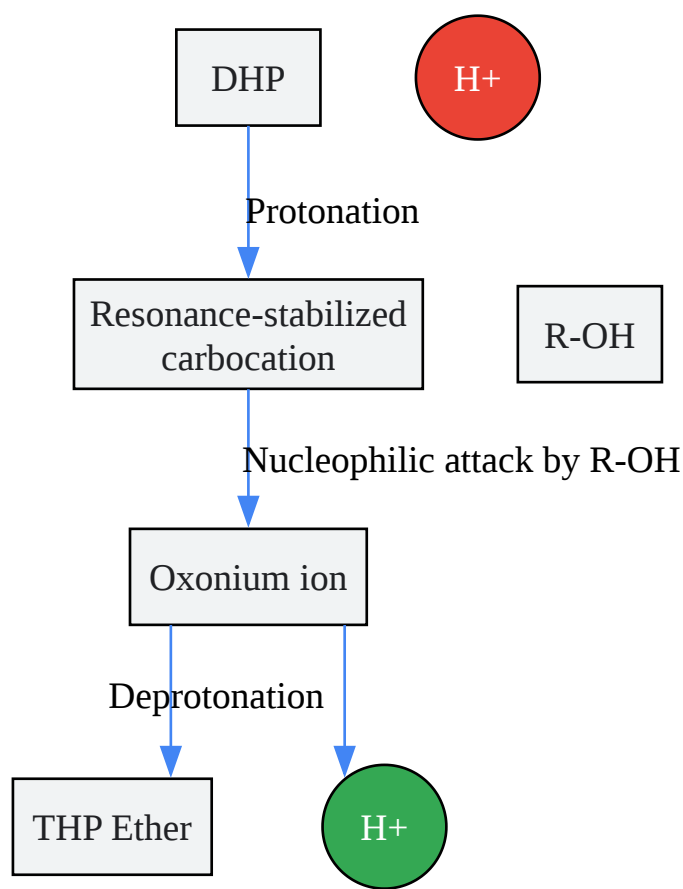 DHP
H+
Protonation
Resonance-stabilized
carbocation
R-OH
Nucleophilic attack by R-OH
Oxonium ion
Deprotonation
THP Ether
H+